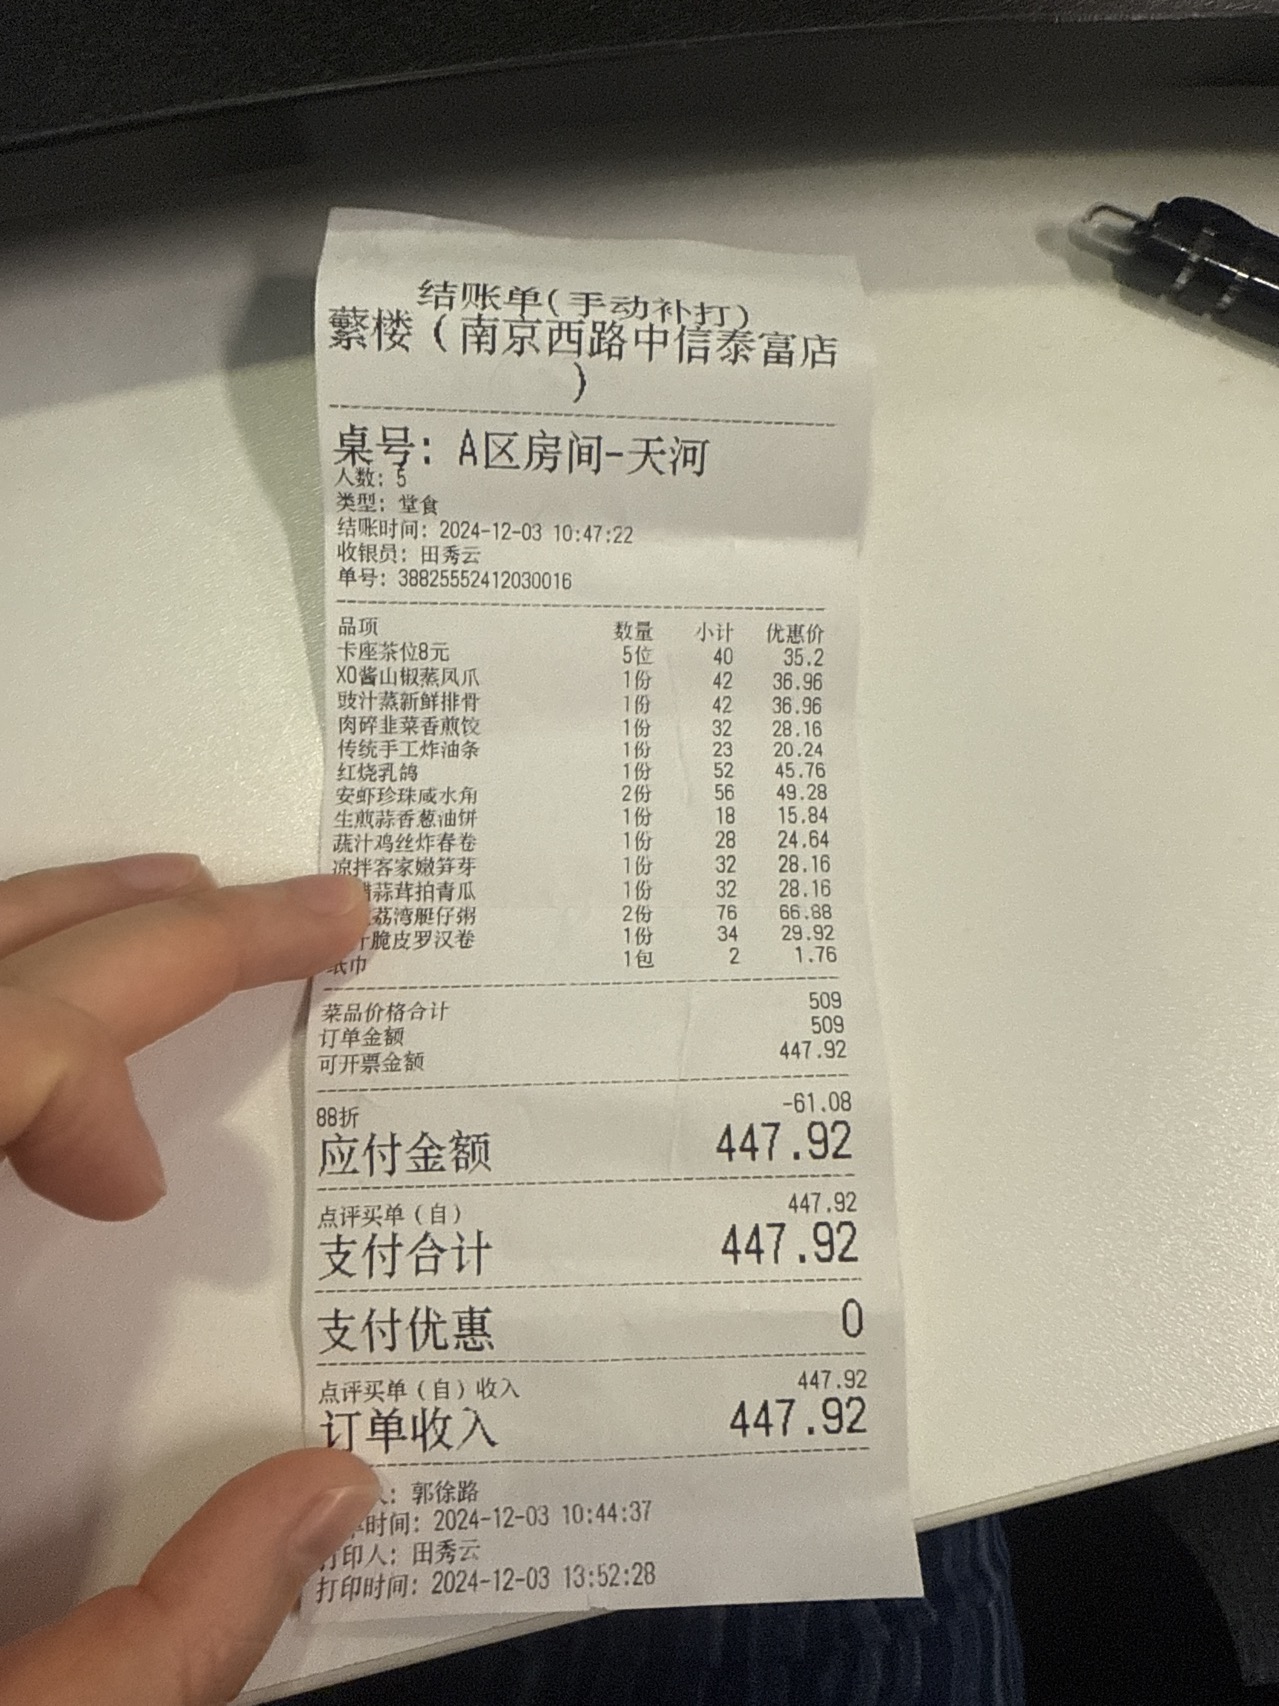 结账单(手动补打)
蘩楼(南京西路中信泰富店
)
桌号: A区房间-天河
人数: 5
类型: 堂食
结账时间: 2024-12-03 10:47:22
收银员: 田秀云
单号: 38825552412030016
品项 数量 小计 优惠价
卡座茶位8元 5位 40 35.2
XO酱山椒蒸凤爪 1份 42 36.96
豉汁蒸新鲜排骨 1份 42 36.96
肉碎韭菜香煎饺 1份 32 28.16
传统手工炸油条 1份 23 20.24
红烧乳鸽 1份 52 45.76
安虾珍珠咸水角 2份 56 49.28
生煎蒜香葱油饼 1份 18 15.84
蔬汁鸡丝炸春卷 1份 28 24.64
凉拌客家嫩笋芽 1份 32 28.16
蒜茸拍青瓜 1份 32 28.16
荔湾艇仔粥 2份 76 66.88
脆皮罗汉卷 1份 34 29.92
纸巾 1包 2 1.76
菜品价格合计 509
订单金额 509
可开票金额 447.92
88折 -61.08
应付金额 447.92
点评买单(自) 447.92
支付合计 447.92
支付优惠 0
点评买单(自)收入 447.92
订单收入 447.92
人: 郭徐路
时间: 2024-12-03 10:44:37
打印人: 田秀云
打印时间: 2024-12-03 13:52:28